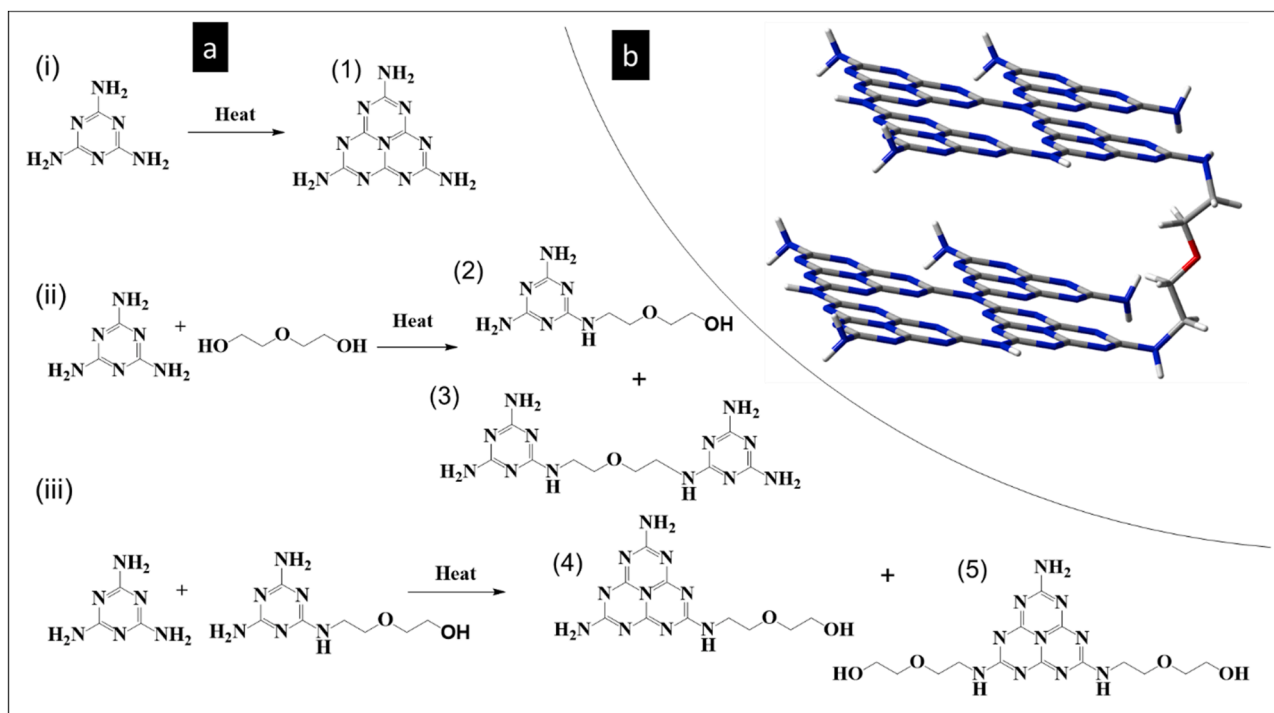 a
b
(i)
NH2
N N
H2N N NH2
Heat
(1)
NH2
N N
N N N
H2N N N NH2
(ii)
NH2
N N
H2N N NH2
+
HO O OH
Heat
(2)
NH2
N N
H2N N N O OH
H
+
(3)
NH2 NH2
N N O N N
H2N N N N N NH2
H H
(iii)
NH2
N N
H2N N NH2
+
NH2
N N
H2N N N O OH
H
Heat
(4)
NH2
N N
N N N
H2N N N N O OH
H
+
(5)
NH2
N N
N N N
HO O N N N N O OH
H H